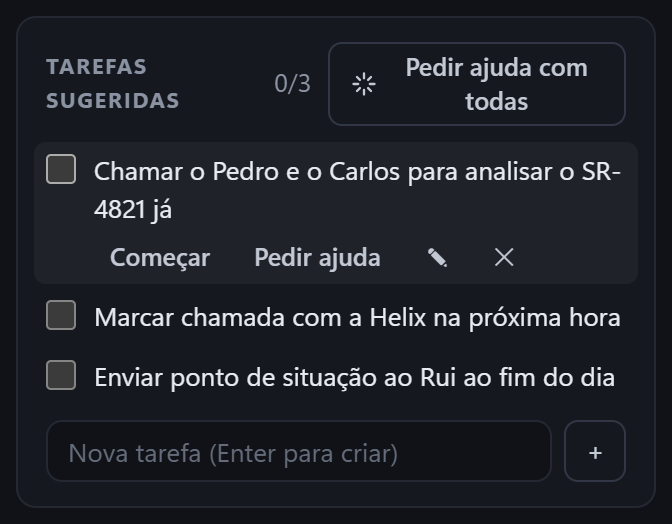 TAREFAS
SUGERIDAS
0/3
Pedir ajuda com
todas
Chamar o Pedro e o Carlos para analisar o SR-
4821 já
Começar Pedir ajuda
Marcar chamada com a Helix na próxima hora
Enviar ponto de situação ao Rui ao fim do dia
Nova tarefa (Enter para criar) +